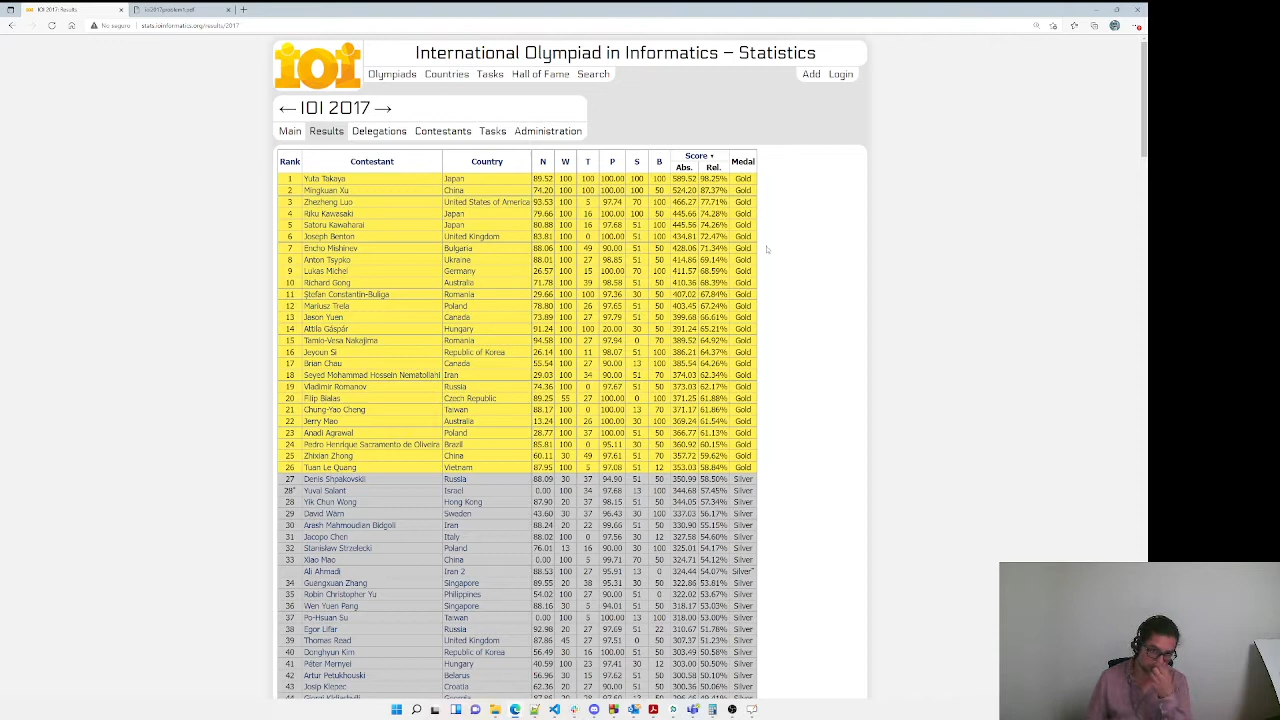 IOI 2017: Results
ioi2017problem1.pdf
No seguro
stats.ioinformatics.org/results/2017
ioi
International Olympiad in Informatics - Statistics
Olympiads Countries Tasks Hall of Fame Search
Add Login
← IOI 2017 →
Main Results Delegations Contestants Tasks Administration
Rank Contestant Country N W T P S B Score Medal
Abs. Rel.
1 Yuta Takaya Japan 89.52 100 100 100.00 100 100 589.52 98.25% Gold
2 Mingkuan Xu China 74.20 100 100 100.00 100 50 524.20 87.37% Gold
3 Zhezheng Luo United States of America 93.53 100 5 97.74 70 100 466.27 77.71% Gold
4 Riku Kawasaki Japan 79.66 100 16 100.00 100 50 445.66 74.28% Gold
5 Satoru Kawaharai Japan 80.88 100 16 97.68 51 100 445.56 74.26% Gold
6 Joseph Benton United Kingdom 83.81 100 0 100.00 51 100 434.81 72.47% Gold
7 Encho Mishinev Bulgaria 88.06 100 49 90.00 51 50 428.06 71.34% Gold
8 Anton Tsypko Ukraine 88.01 100 27 98.85 51 50 414.86 69.14% Gold
9 Lukas Michel Germany 26.57 100 15 100.00 70 100 411.57 68.59% Gold
10 Richard Gong Australia 71.78 100 39 98.58 51 50 410.36 68.39% Gold
11 Ștefan Constantin-Buliga Romania 29.66 100 100 97.36 30 50 407.02 67.84% Gold
12 Mariusz Trela Poland 78.80 100 26 97.65 51 50 403.45 67.24% Gold
13 Jason Yuen Canada 73.89 100 27 97.79 51 50 399.68 66.61% Gold
14 Attila Gáspár Hungary 91.24 100 100 20.00 30 50 391.24 65.21% Gold
15 Tamio-Vesa Nakajima Romania 94.58 100 27 97.94 0 70 389.52 64.92% Gold
16 Jeyoun Si Republic of Korea 26.14 100 11 98.07 51 100 386.21 64.37% Gold
17 Brian Chau Canada 55.54 100 27 90.00 13 100 385.54 64.26% Gold
18 Seyed Mohammad Hossein Nematollahi Iran 29.03 100 34 90.00 51 70 374.03 62.34% Gold
19 Vladimir Romanov Russia 74.36 100 0 97.67 51 50 373.03 62.17% Gold
20 Filip Bialas Czech Republic 89.25 55 27 100.00 0 100 371.25 61.88% Gold
21 Chung-Yao Cheng Taiwan 88.17 100 0 100.00 13 70 371.17 61.86% Gold
22 Jerry Mao Australia 13.24 100 26 100.00 30 100 369.24 61.54% Gold
23 Anadi Agrawal Poland 28.77 100 37 100.00 51 50 366.77 61.13% Gold
24 Pedro Henrique Sacramento de Oliveira Brazil 85.81 100 0 95.11 30 50 360.92 60.15% Gold
25 Zhixian Zhong China 60.11 30 49 97.61 51 70 357.72 59.62% Gold
26 Tuan Le Quang Vietnam 87.95 100 5 97.08 51 12 353.03 58.84% Gold
27 Denis Shpakovskii Russia 88.09 30 37 94.90 51 50 350.99 58.50% Silver
28* Yuval Salant Israel 0.00 100 34 97.68 13 100 344.68 57.45% Silver
28 Yik Chun Wong Hong Kong 87.90 20 37 98.15 51 50 344.05 57.34% Silver
29 David Wärn Sweden 43.60 30 37 96.43 30 100 337.03 56.17% Silver
30 Arash Mahmoudian Bidgoli Iran 88.24 20 22 99.66 51 50 330.90 55.15% Silver
31 Jacopo Chen Italy 88.02 100 0 97.56 30 12 327.58 54.60% Silver
32 Stanisław Strzelecki Poland 76.01 13 16 90.00 30 100 325.01 54.17% Silver
33 Xiao Mao China 0.00 100 5 99.71 70 50 324.71 54.12% Silver
Ali Ahmadi Iran 2 88.53 100 27 95.91 13 0 324.44 54.07% Silver*
34 Guangxuan Zhang Singapore 89.55 20 38 95.31 30 50 322.86 53.81% Silver
35 Robin Christopher Yu Philippines 54.02 100 27 90.00 51 0 322.02 53.67% Silver
36 Wen Yuen Pang Singapore 88.16 30 5 94.01 51 50 318.17 53.03% Silver
37 Po-Hsuan Su Taiwan 0.00 100 5 100.00 13 100 318.00 53.00% Silver
38 Egor Lifar Russia 92.98 20 27 97.69 51 22 310.67 51.78% Silver
39 Thomas Read United Kingdom 87.86 45 27 97.51 0 50 307.37 51.23% Silver
40 Donghyun Kim Republic of Korea 56.49 30 16 100.00 51 50 303.49 50.58% Silver
41 Péter Mernyei Hungary 40.59 100 23 97.41 30 12 303.00 50.50% Silver
42 Artur Petukhouski Belarus 56.96 30 15 97.62 51 50 300.58 50.10% Silver
43 Josip Klepec Croatia 62.36 20 27 90.00 51 50 300.36 50.06% Silver